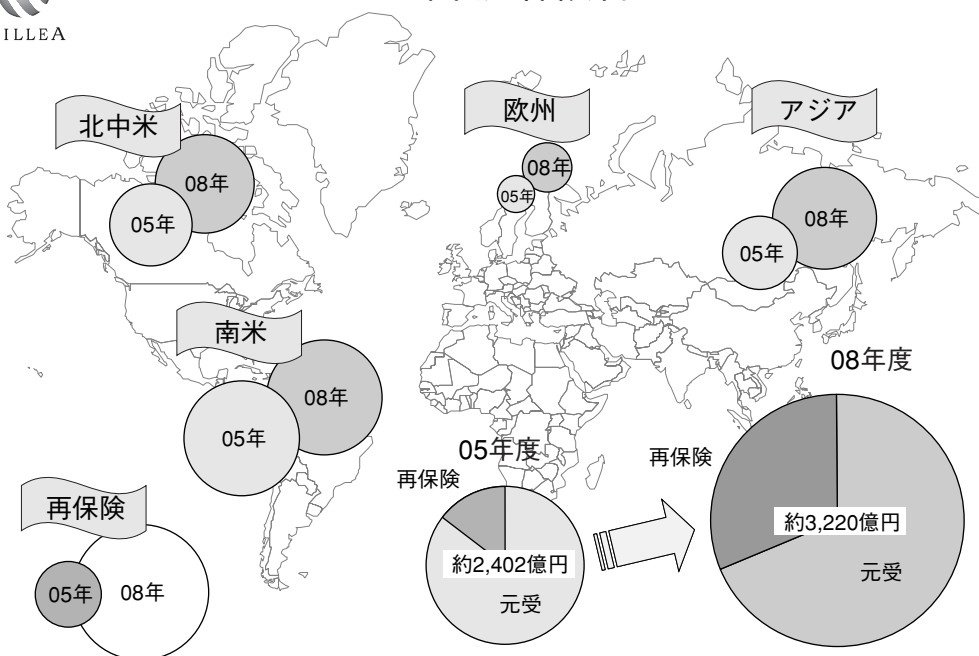 ILLEA
北中米
08年
05年
欧州
08年
05年
アジア
08年
05年
南米
08年
05年
再保険
05年
08年
05年度
再保険
約2,402億円
元受
08年度
再保険
約3,220億円
元受